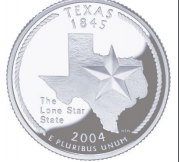 TEXAS
1845
The
Lone Star
State
2004
E PLURIBUS UNUM